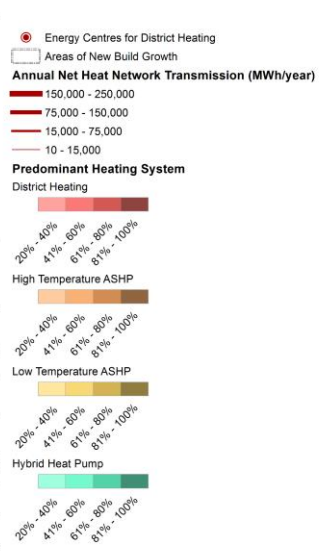 Energy Centres for District Heating
Areas of New Build Growth
Annual Net Heat Network Transmission (MWh/year)
150,000 - 250,000
75,000 - 150,000
15,000 - 75,000
10 - 15,000
Predominant Heating System
District Heating
20% - 40%
41% - 60%
61% - 80%
81% - 100%
High Temperature ASHP
20% - 40%
41% - 60%
61% - 80%
81% - 100%
Low Temperature ASHP
20% - 40%
41% - 60%
61% - 80%
81% - 100%
Hybrid Heat Pump
20% - 40%
41% - 60%
61% - 80%
81% - 100%